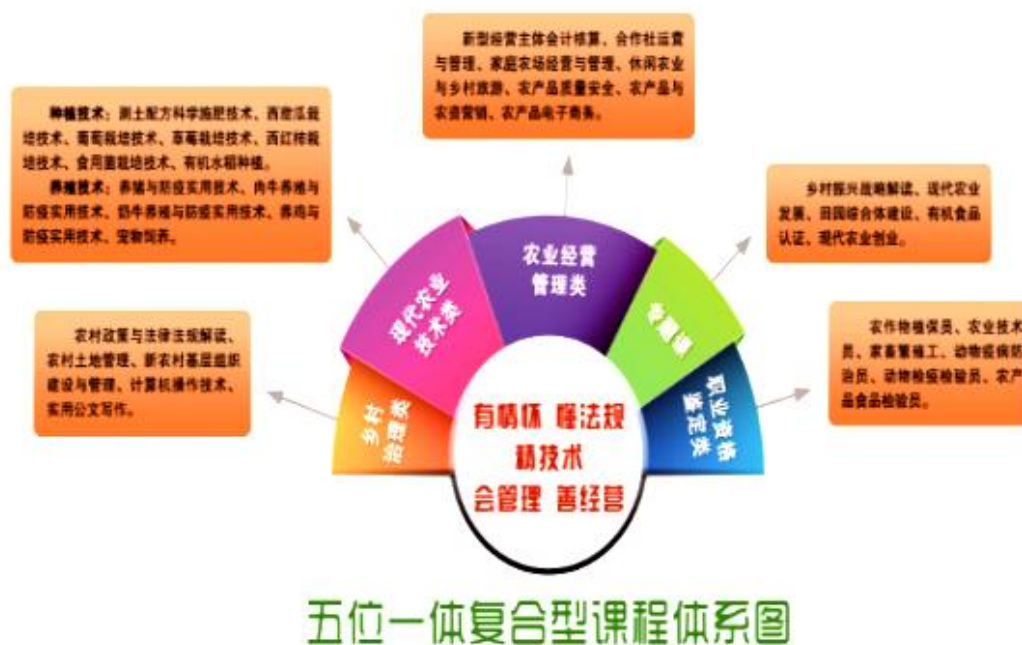 新型经营主体会计核算、合作社运营
与管理、家庭农场经营与管理、休闲农业
与乡村旅游、农产品质量安全、农产品与
农资营销、农产品电子商务。
种植技术：测土配方科学施肥技术、西甜瓜栽
培技术、葡萄栽培技术、草莓栽培技术、西红柿栽
培技术、食用菌栽培技术、有机水稻种植。
养殖技术：养猪与防疫实用技术、肉牛养殖与
防疫实用技术、奶牛养殖与防疫实用技术、养鸡与
防疫实用技术、宠物饲养。
乡村振兴战略解读、现代农业
发展、田园综合体建设、有机食品
认证、现代农业创业。
农村政策与法律法规解读、
农村土地管理、新农村基层组织
建设与管理、计算机操作技术、
实用公文写作。
农作物植保员、农业技术
员、家畜繁殖工、动物疫病防
治员、动物检疫检验员、农产
品食品检验员。
乡村
治理类
现代农业
技术类
农业经营
管理类
专题类
职业资格
鉴定类
有情怀 懂法规
精技术
会管理 善经营
五位一体复合型课程体系图